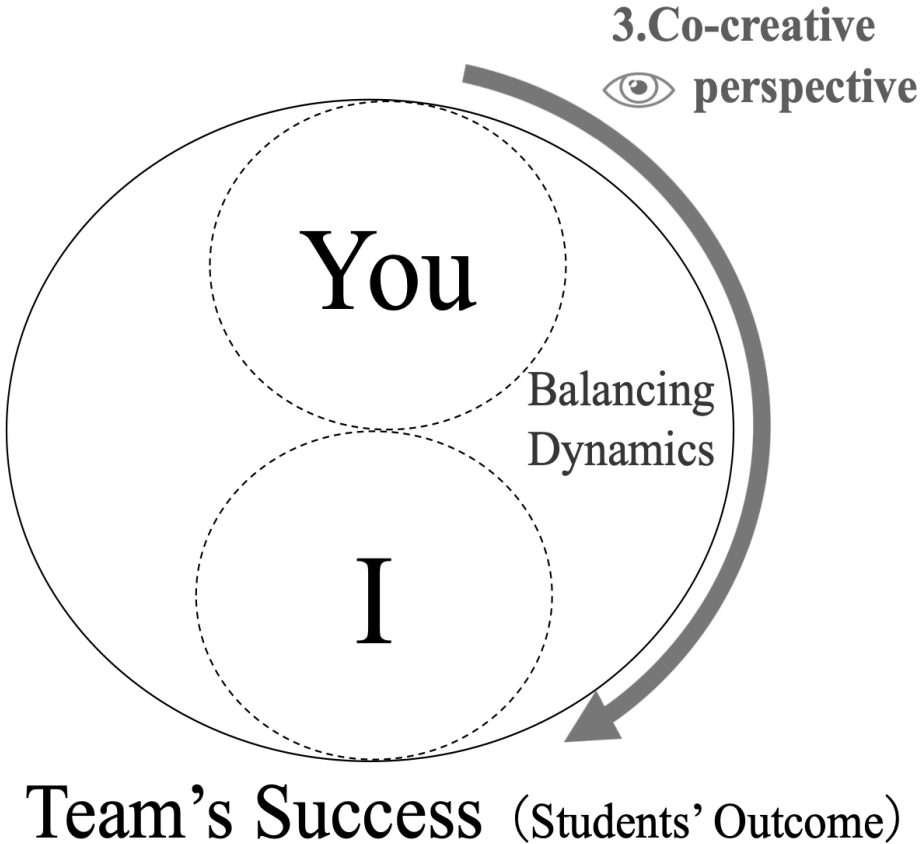 3.Co-creative
perspective
You
Balancing
Dynamics
I
Team’s Success（Students’ Outcome）